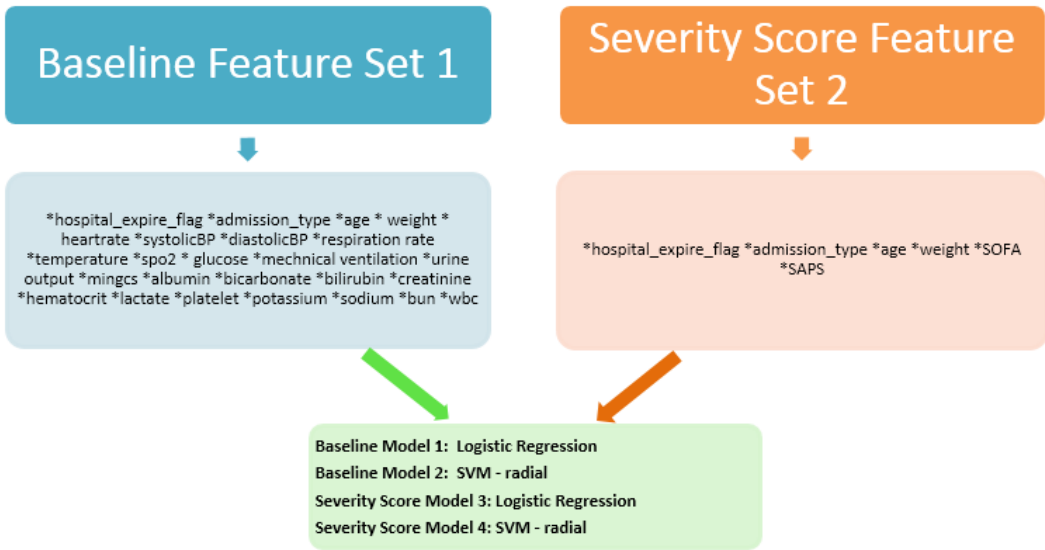 Baseline Feature Set 1
Severity Score Feature
Set 2
*hospital_expire_flag *admission_type *age * weight *
heartrate *systolicBP *diastolicBP *respiration rate
*temperature *spo2 * glucose *mechnical ventilation *urine
output *mingcs *albumin *bicarbonate *bilirubin *creatinine
*hematocrit *lactate *platelet *potassium *sodium *bun *wbc
*hospital_expire_flag *admission_type *age *weight *SOFA
*SAPS
Baseline Model 1: Logistic Regression
Baseline Model 2: SVM - radial
Severity Score Model 3: Logistic Regression
Severity Score Model 4: SVM - radial